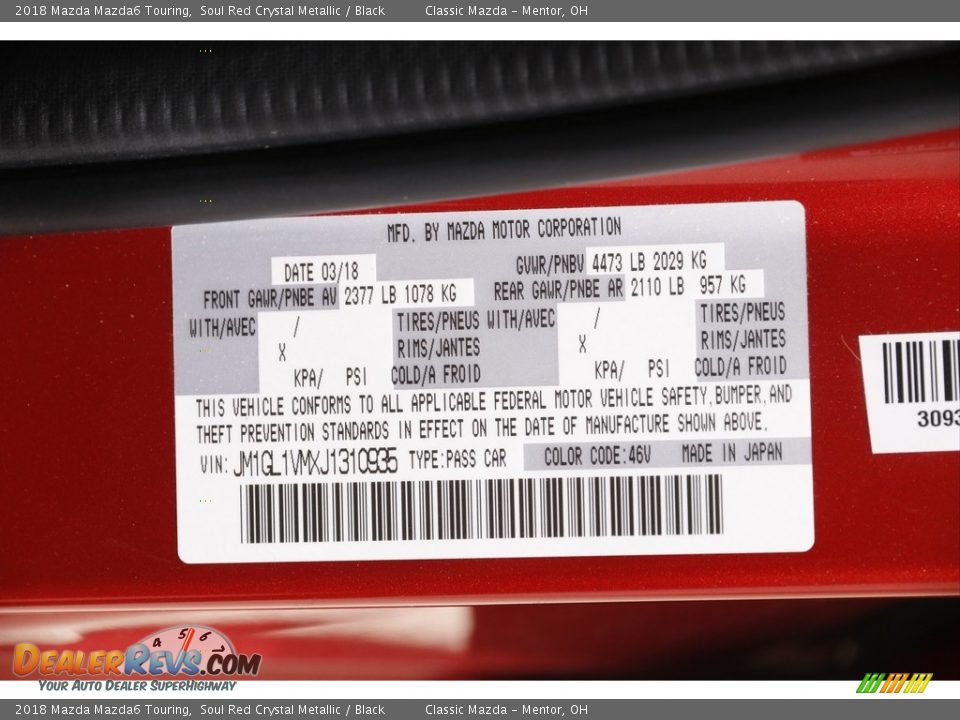 2018 Mazda Mazda6 Touring, Soul Red Crystal Metallic / Black Classic Mazda – Mentor, OH
MFD. BY MAZDA MOTOR CORPORATION
DATE 03/18 GVWR/PNBV 4473 LB 2029 KG
FRONT GAWR/PNBE AV 2377 LB 1078 KG REAR GAWR/PNBE AR 2110 LB 957 KG
WITH/AVEC / TIRES/PNEUS WITH/AVEC / TIRES/PNEUS
X RIMS/JANTES X RIMS/JANTES
KPA/ PSI COLD/A FROID KPA/ PSI COLD/A FROID
THIS VEHICLE CONFORMS TO ALL APPLICABLE FEDERAL MOTOR VEHICLE SAFETY, BUMPER, AND
THEFT PREVENTION STANDARDS IN EFFECT ON THE DATE OF MANUFACTURE SHOWN ABOVE.
VIN: JM1GL1VMXJ1310935 TYPE:PASS CAR COLOR CODE:46V MADE IN JAPAN
3093
4 5 6
DEALERREVS.COM
YOUR AUTO DEALER SUPERHIGHWAY
2018 Mazda Mazda6 Touring, Soul Red Crystal Metallic / Black Classic Mazda – Mentor, OH